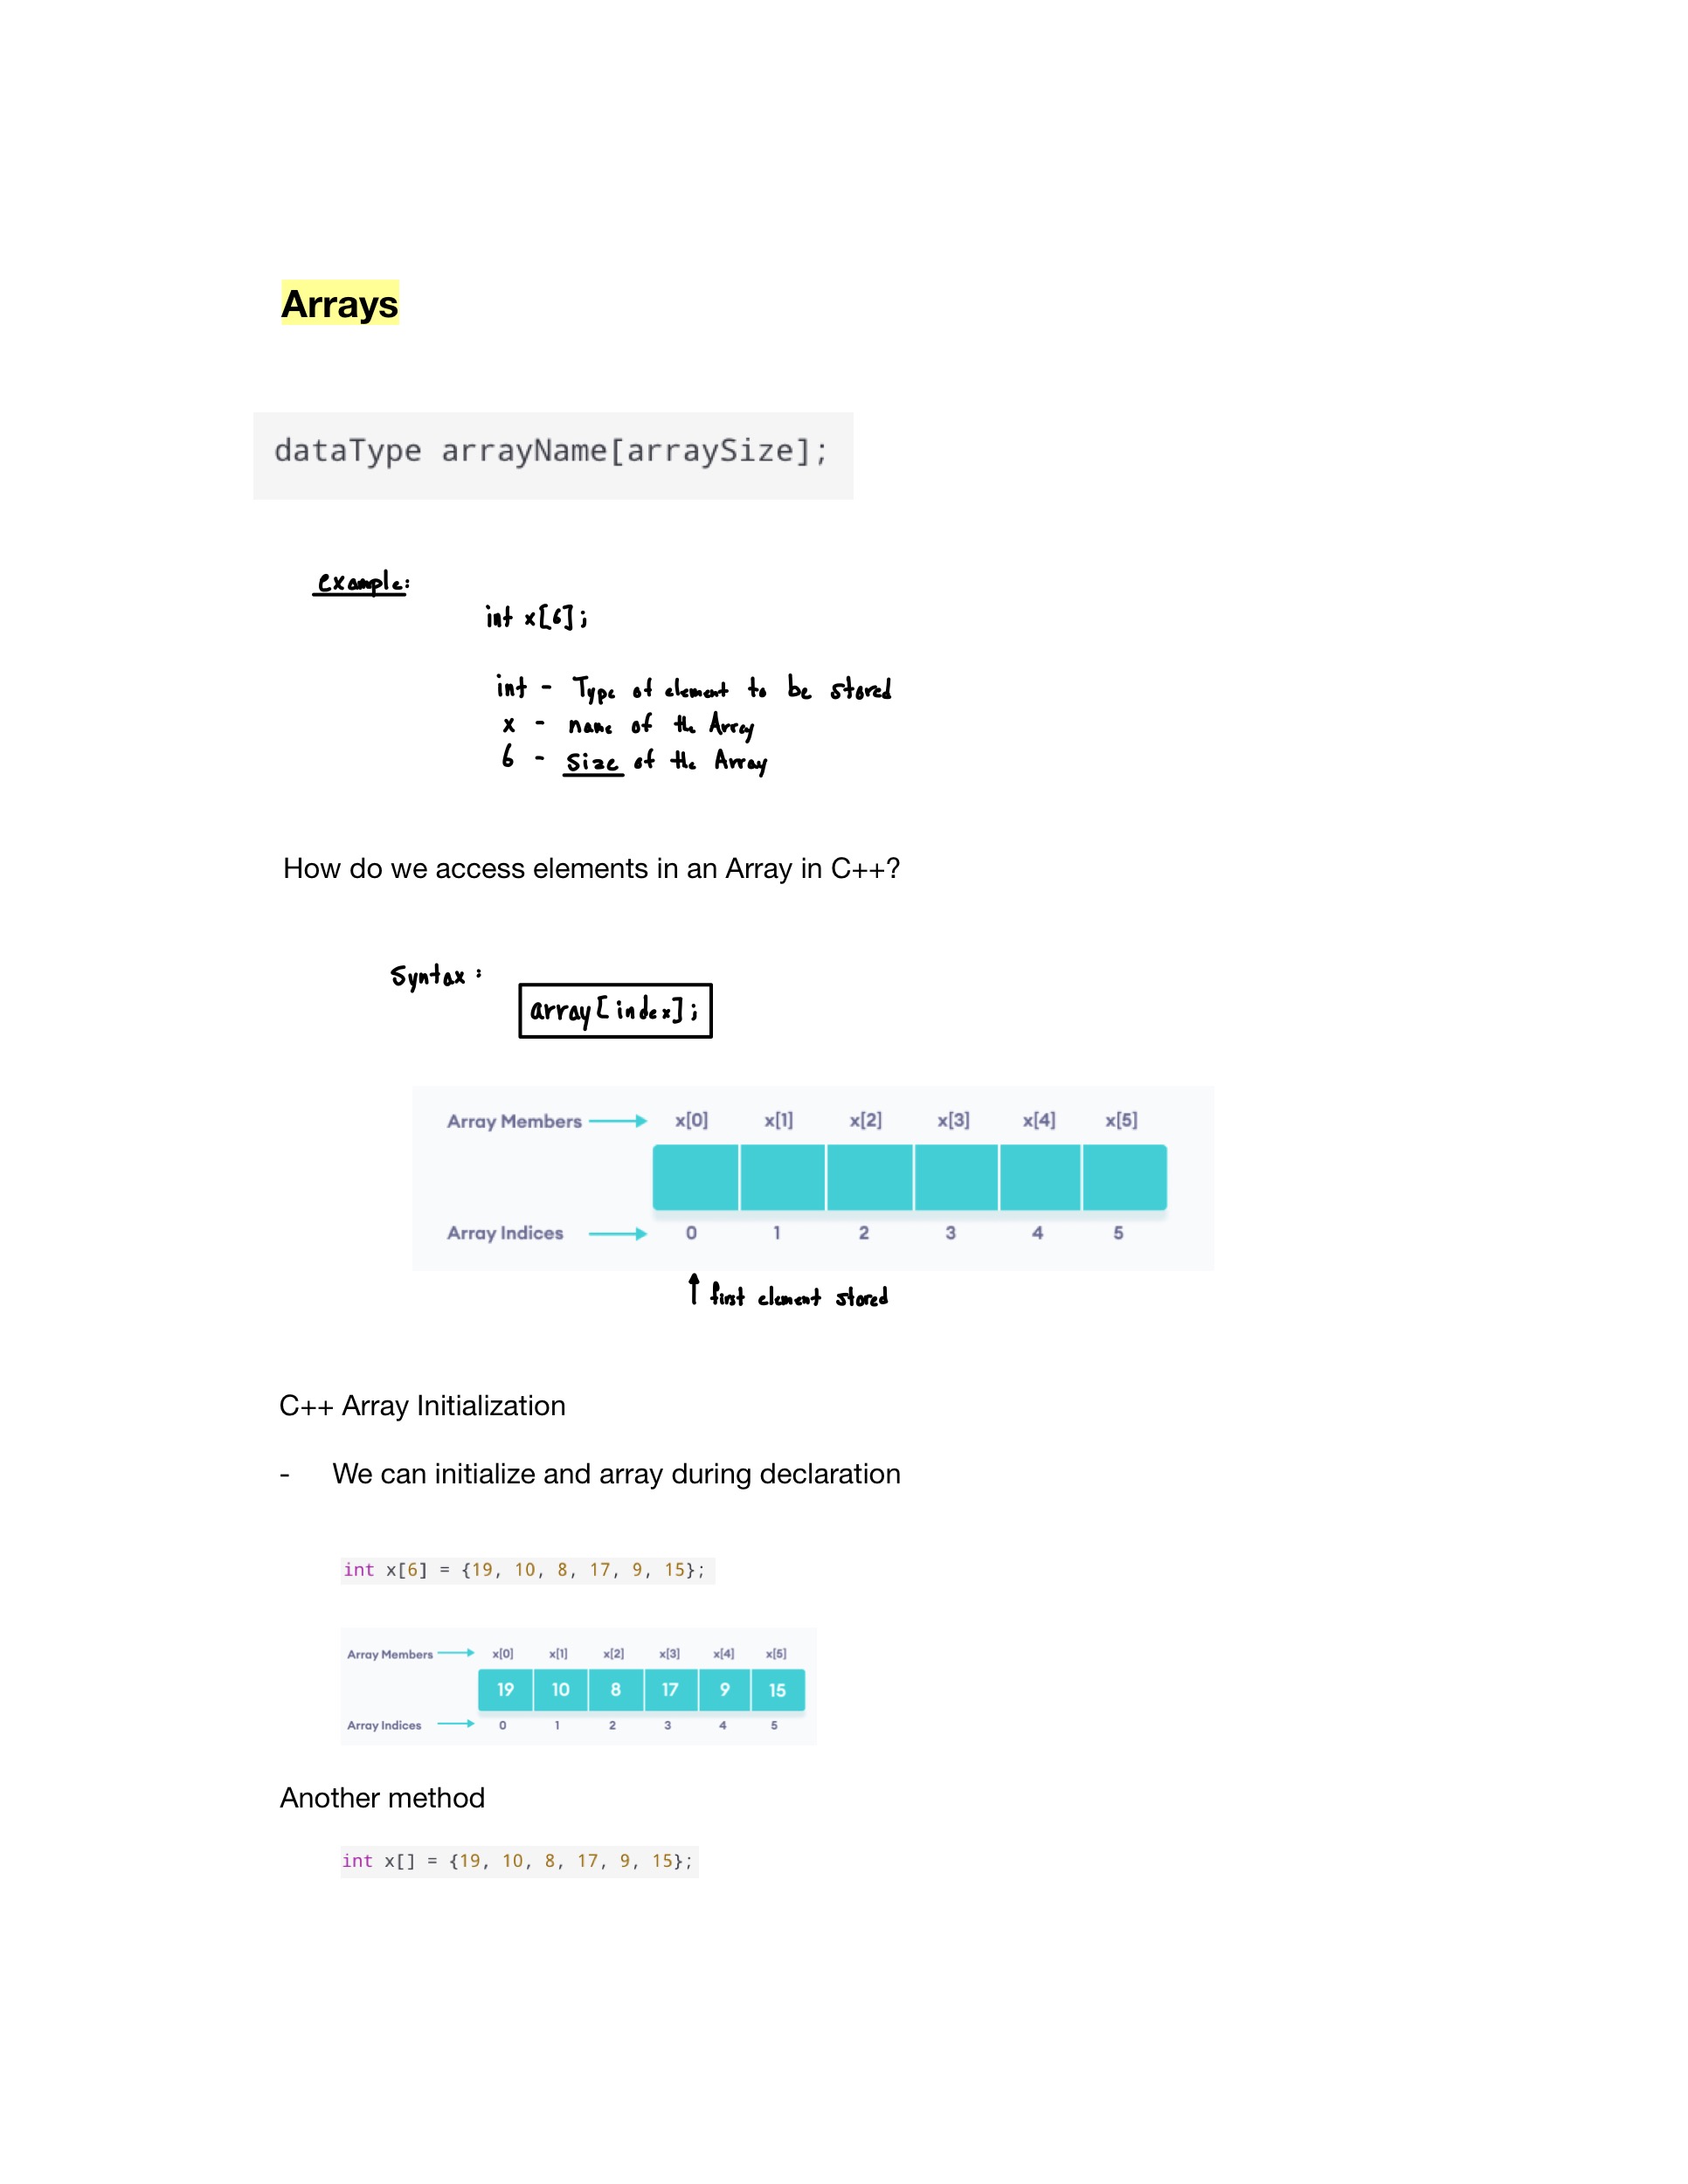 Arrays
dataType arrayName[arraySize];
example:
int x[6];
int - Type of element to be stored
x - name of the Array
6 - size of the Array
How do we access elements in an Array in C++?
Syntax:
array[index];
Array Members x[0] x[1] x[2] x[3] x[4] x[5]
Array Indices 0 1 2 3 4 5
first element stored
C++ Array Initialization
- We can initialize and array during declaration
int x[6] = {19, 10, 8, 17, 9, 15};
Array Members x[0] x[1] x[2] x[3] x[4] x[5]
19 10 8 17 9 15
Array Indices 0 1 2 3 4 5
Another method
int x[] = {19, 10, 8, 17, 9, 15};